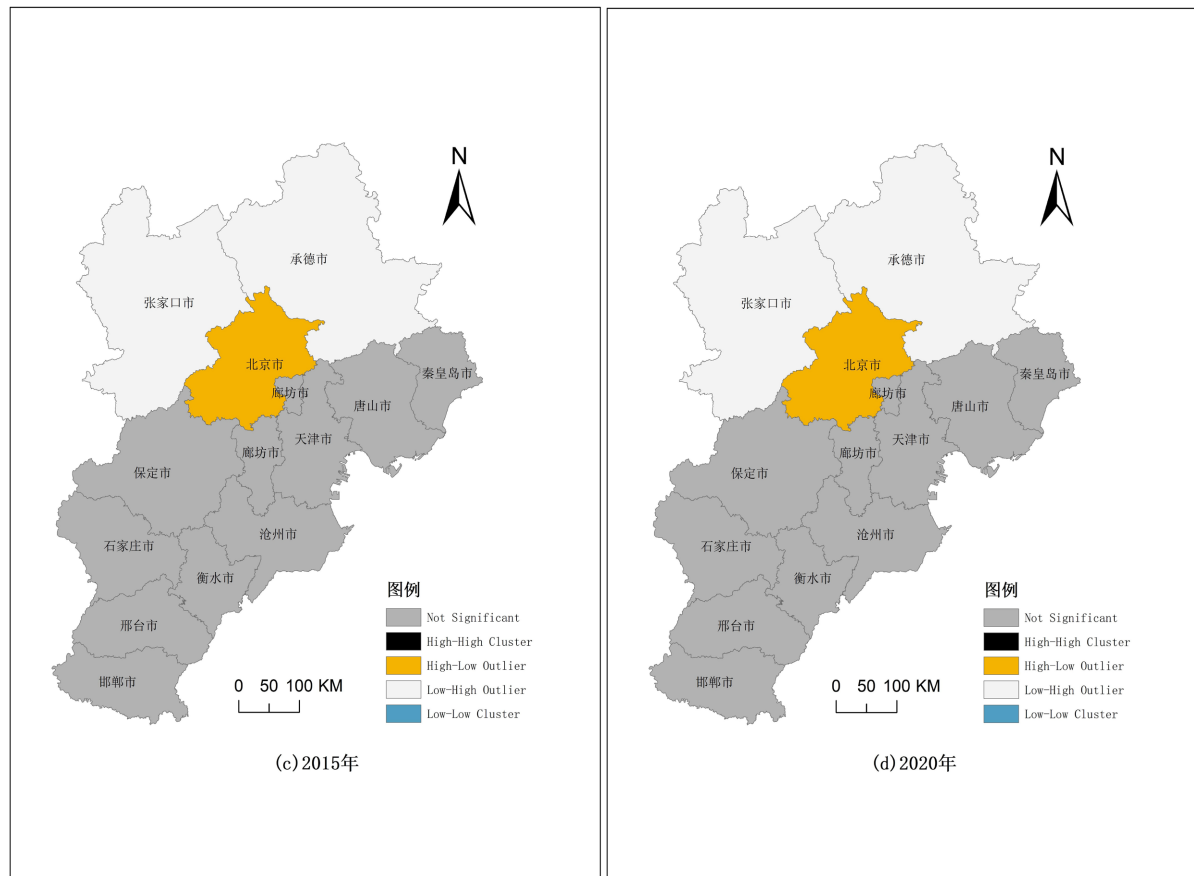 N
承德市
张家口市
北京市
秦皇岛市
廊坊市
唐山市
天津市
廊坊市
保定市
沧州市
石家庄市
衡水市
邢台市
邯郸市
图例
Not Significant
High-High Cluster
High-Low Outlier
Low-High Outlier
Low-Low Cluster
0 50 100 KM
(c)2015年
N
承德市
张家口市
北京市
秦皇岛市
廊坊市
唐山市
天津市
廊坊市
保定市
沧州市
石家庄市
衡水市
邢台市
邯郸市
图例
Not Significant
High-High Cluster
High-Low Outlier
Low-High Outlier
Low-Low Cluster
0 50 100 KM
(d)2020年